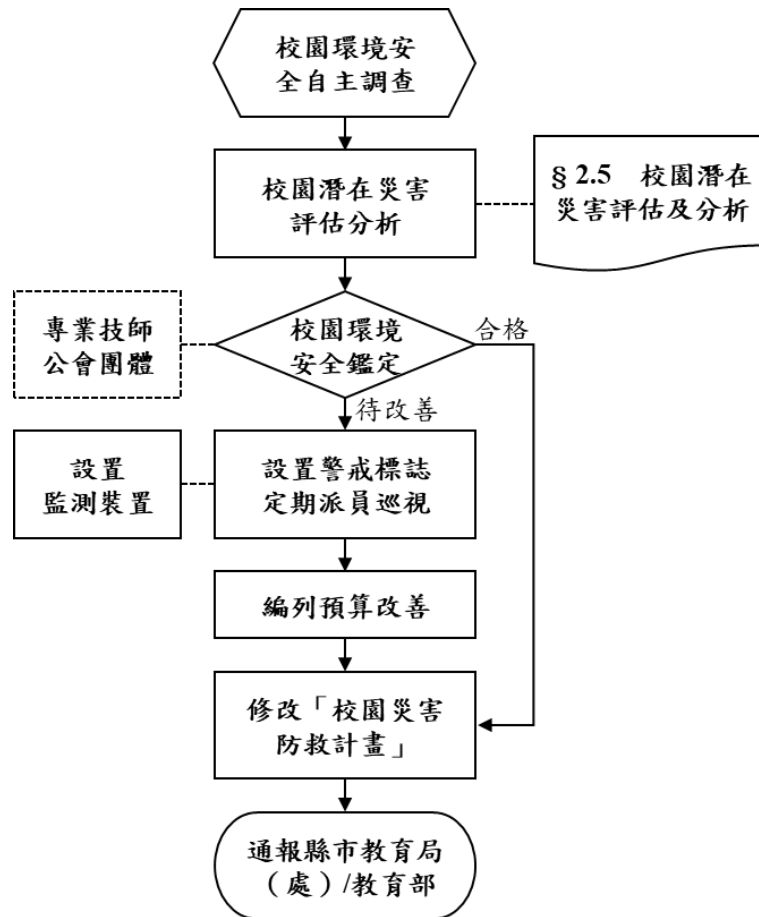 校園環境安
全自主調查
校園潛在災害
評估分析
§ 2.5 校園潛在
災害評估及分析
專業技師
公會團體
校園環境
安全鑑定
合格
待改善
設置
監測裝置
設置警戒標誌
定期派員巡視
編列預算改善
修改「校園災害
防救計畫」
通報縣市教育局
（處）/教育部